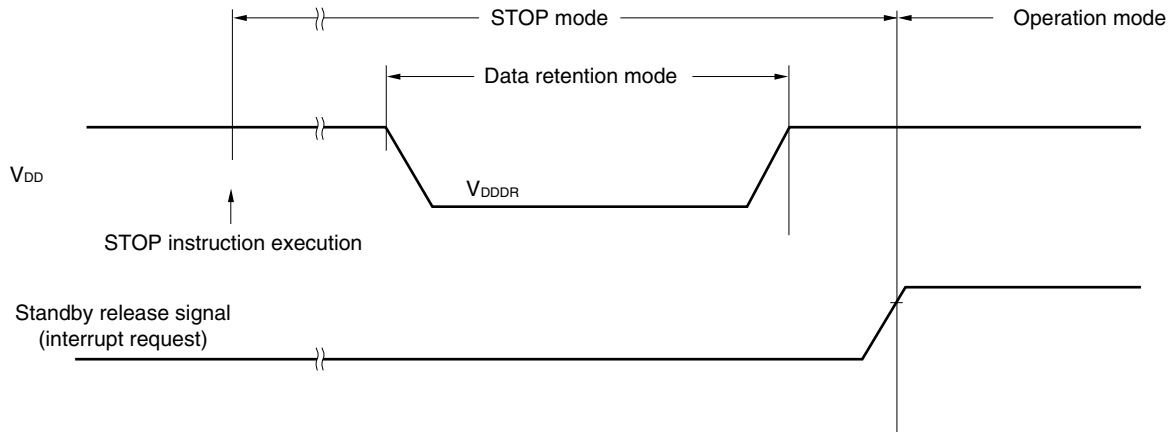 STOP mode
Operation mode
Data retention mode
VDD
VDDDR
STOP instruction execution
Standby release signal
(interrupt request)